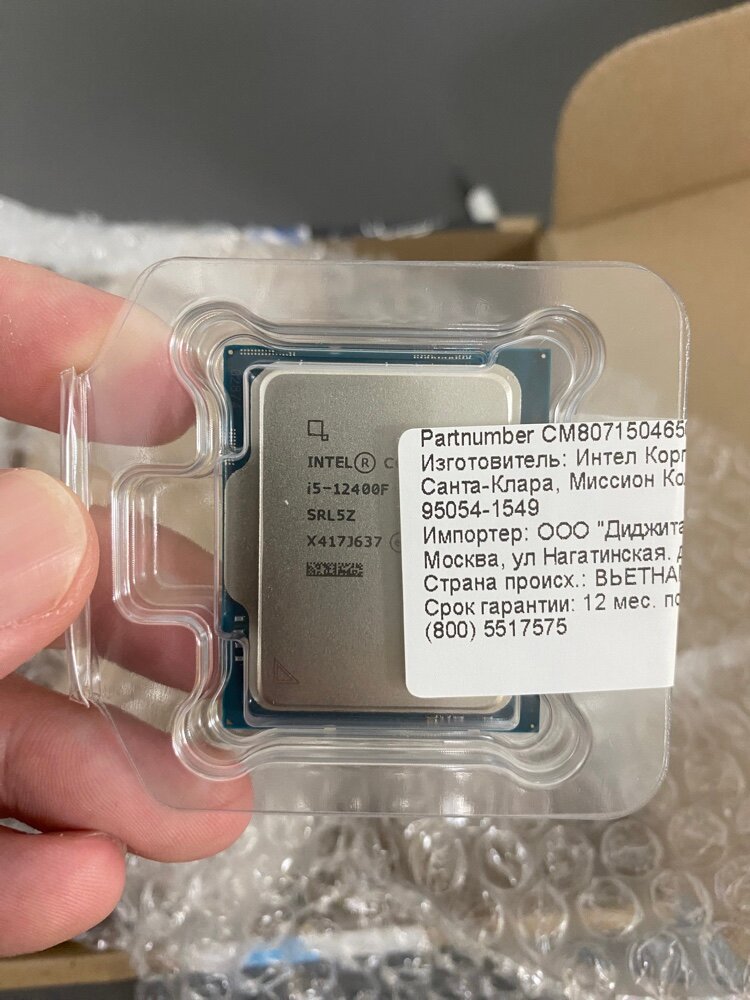 INTEL®
i5-12400F
SRL5Z
X417J637
Partnumber CM807150465
Изготовитель: Интел Корп
Санта-Клара, Миссион Ко
95054-1549
Импортер: ООО "Диджита
Москва, ул Нагатинская.
Страна происх.: ВЬЕТНА
Срок гарантии: 12 мес. по
(800) 5517575